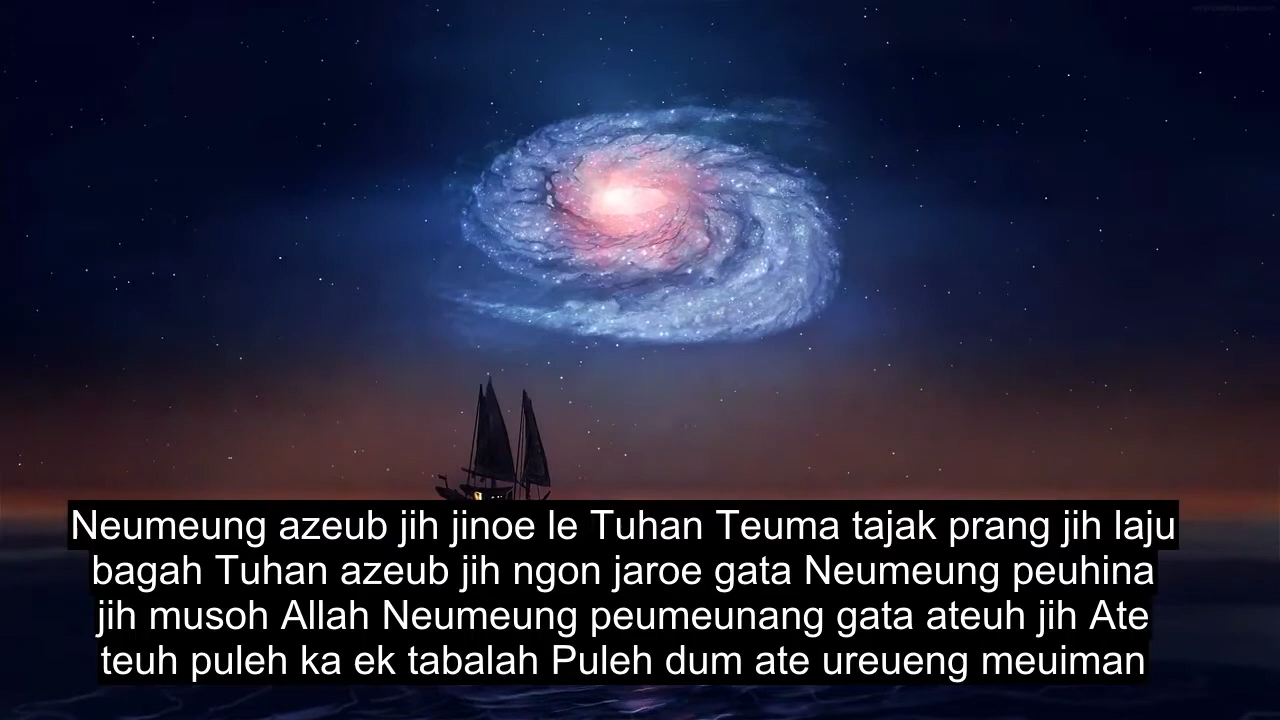 Neumeung azeub jih jinoe le Tuhan Teuma tajak prang jih laju
bagah Tuhan azeub jih ngon jaroe gata Neumeung peuhina
jih musoh Allah Neumeung peumeunang gata ateuh jih Ate
teuh puleh ka ek tabalah Puleh dum ate ureueng meuiman